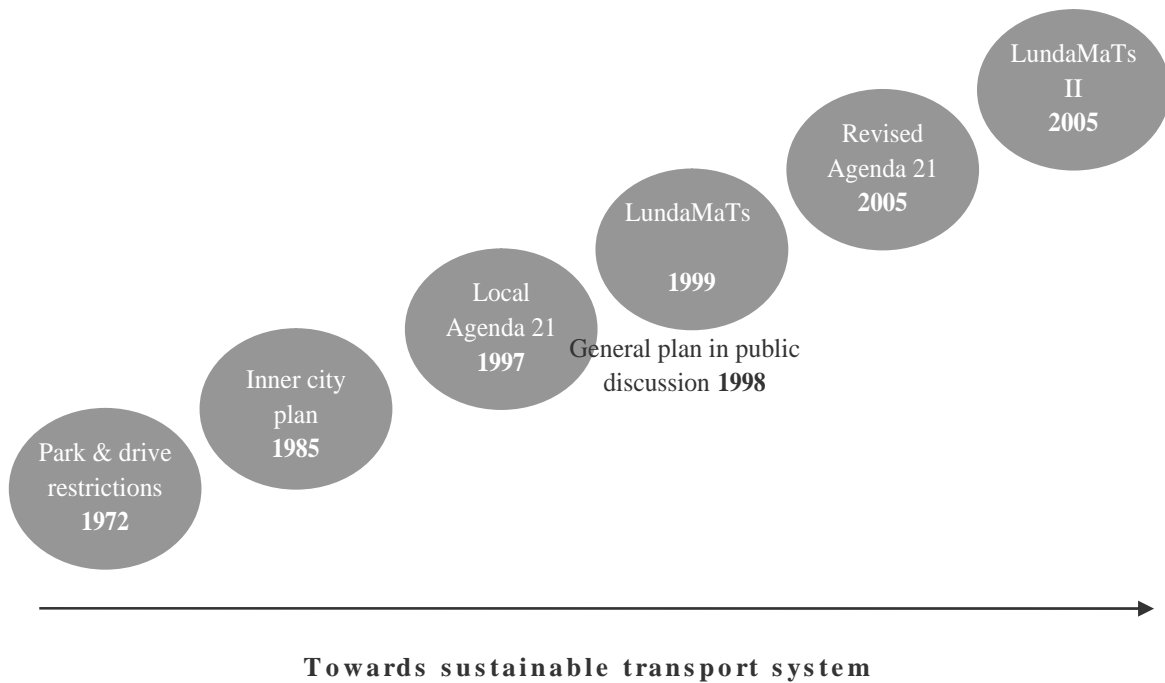 Park & drive
restrictions
1972
Inner city
plan
1985
Local
Agenda 21
1997
LundaMaTs
1999
General plan in public
discussion 1998
Revised
Agenda 21
2005
LundaMaTs
II
2005
Towards sustainable transport system